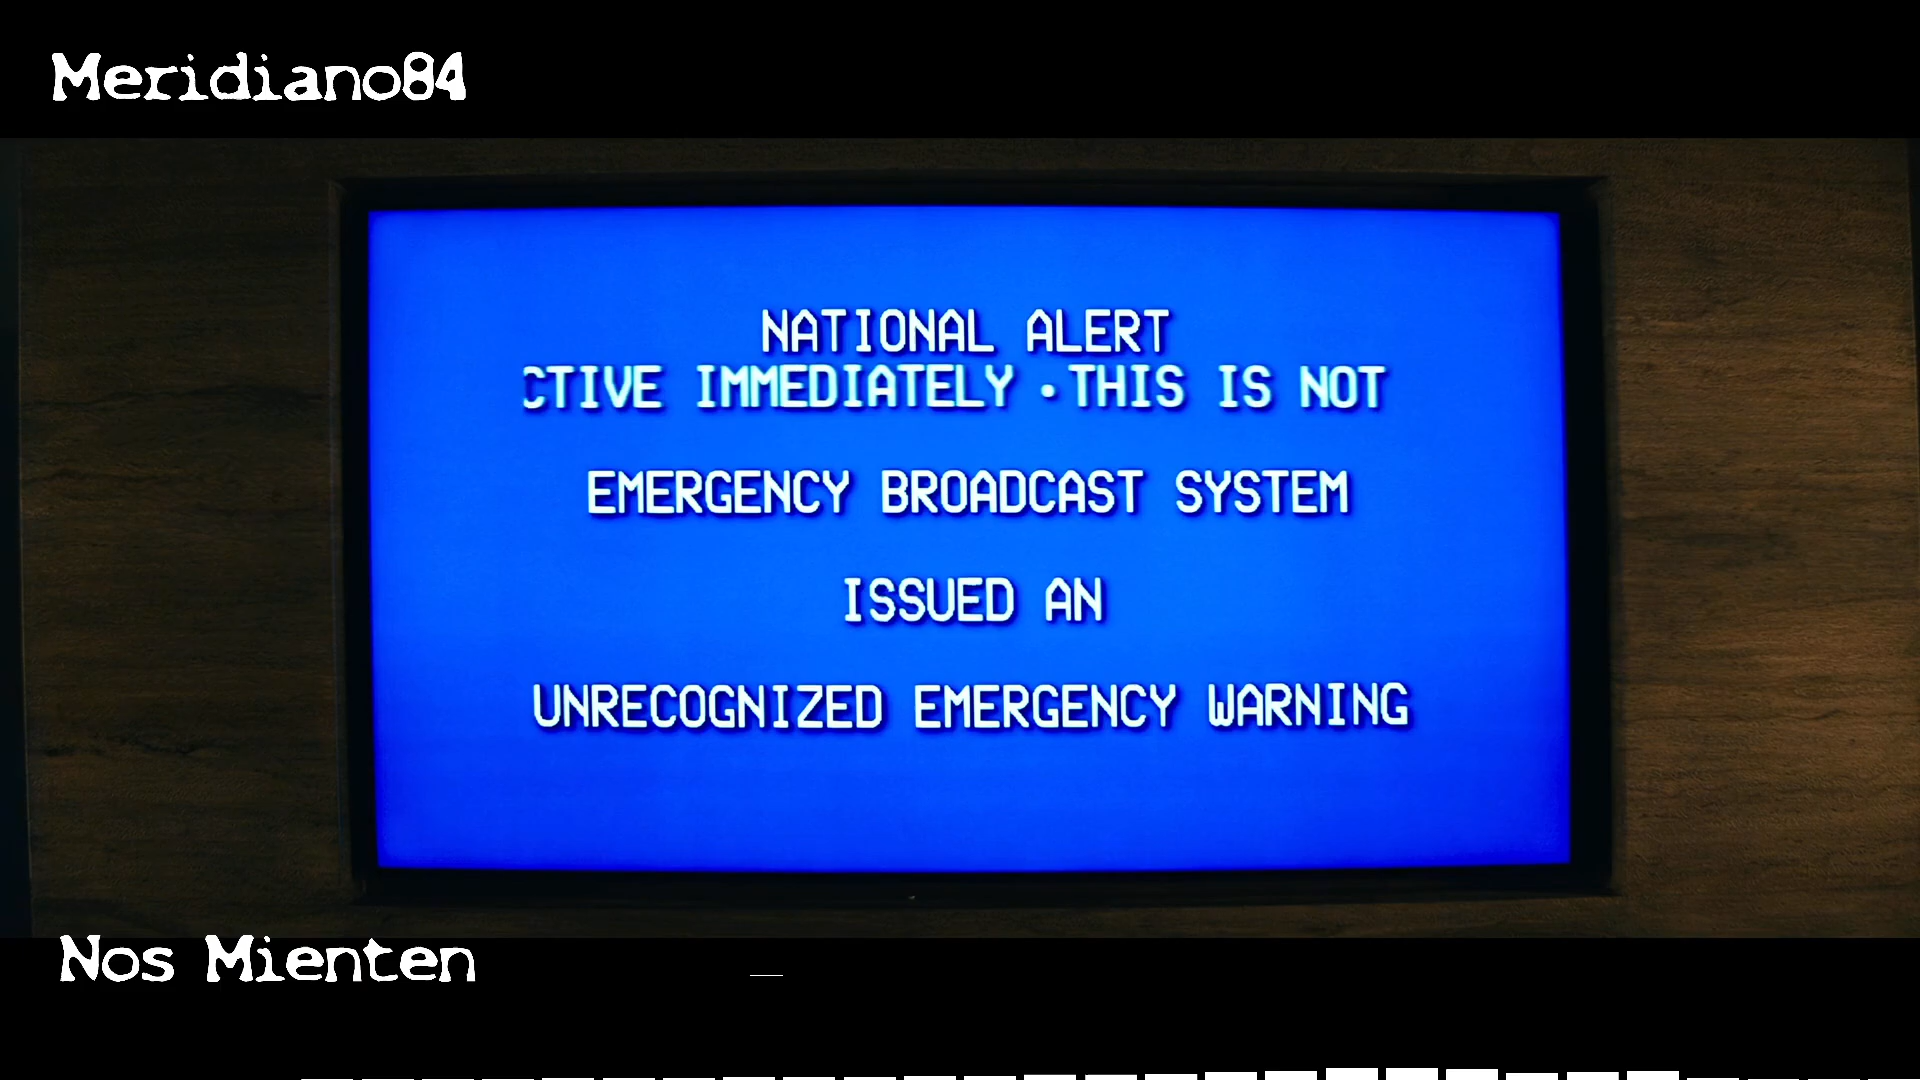 Meridiano84
NATIONAL ALERT
CTIVE IMMEDIATELY • THIS IS NOT
EMERGENCY BROADCAST SYSTEM
ISSUED AN
UNRECOGNIZED EMERGENCY WARNING
Nos Mienten